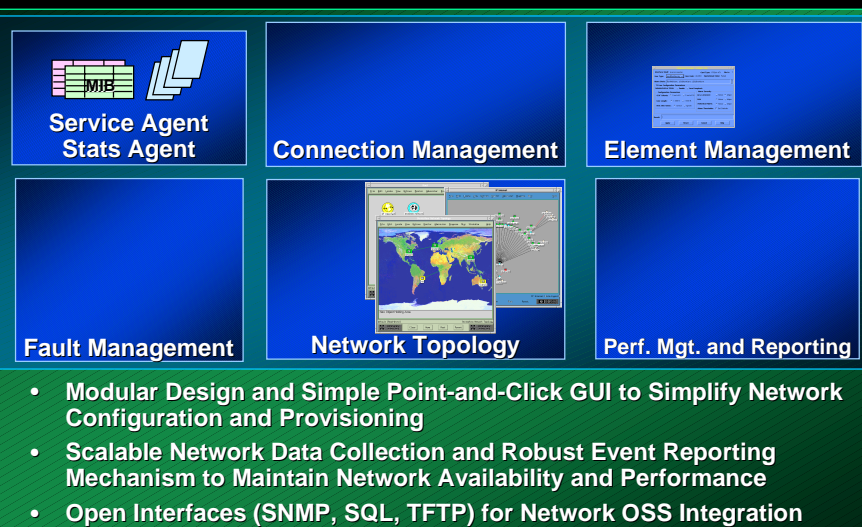 MIB
Service Agent
Stats Agent
Connection Management
Element Management
Fault Management
Network Topology
Perf. Mgt. and Reporting
• Modular Design and Simple Point-and-Click GUI to Simplify Network
Configuration and Provisioning
• Scalable Network Data Collection and Robust Event Reporting
Mechanism to Maintain Network Availability and Performance
• Open Interfaces (SNMP, SQL, TFTP) for Network OSS Integration